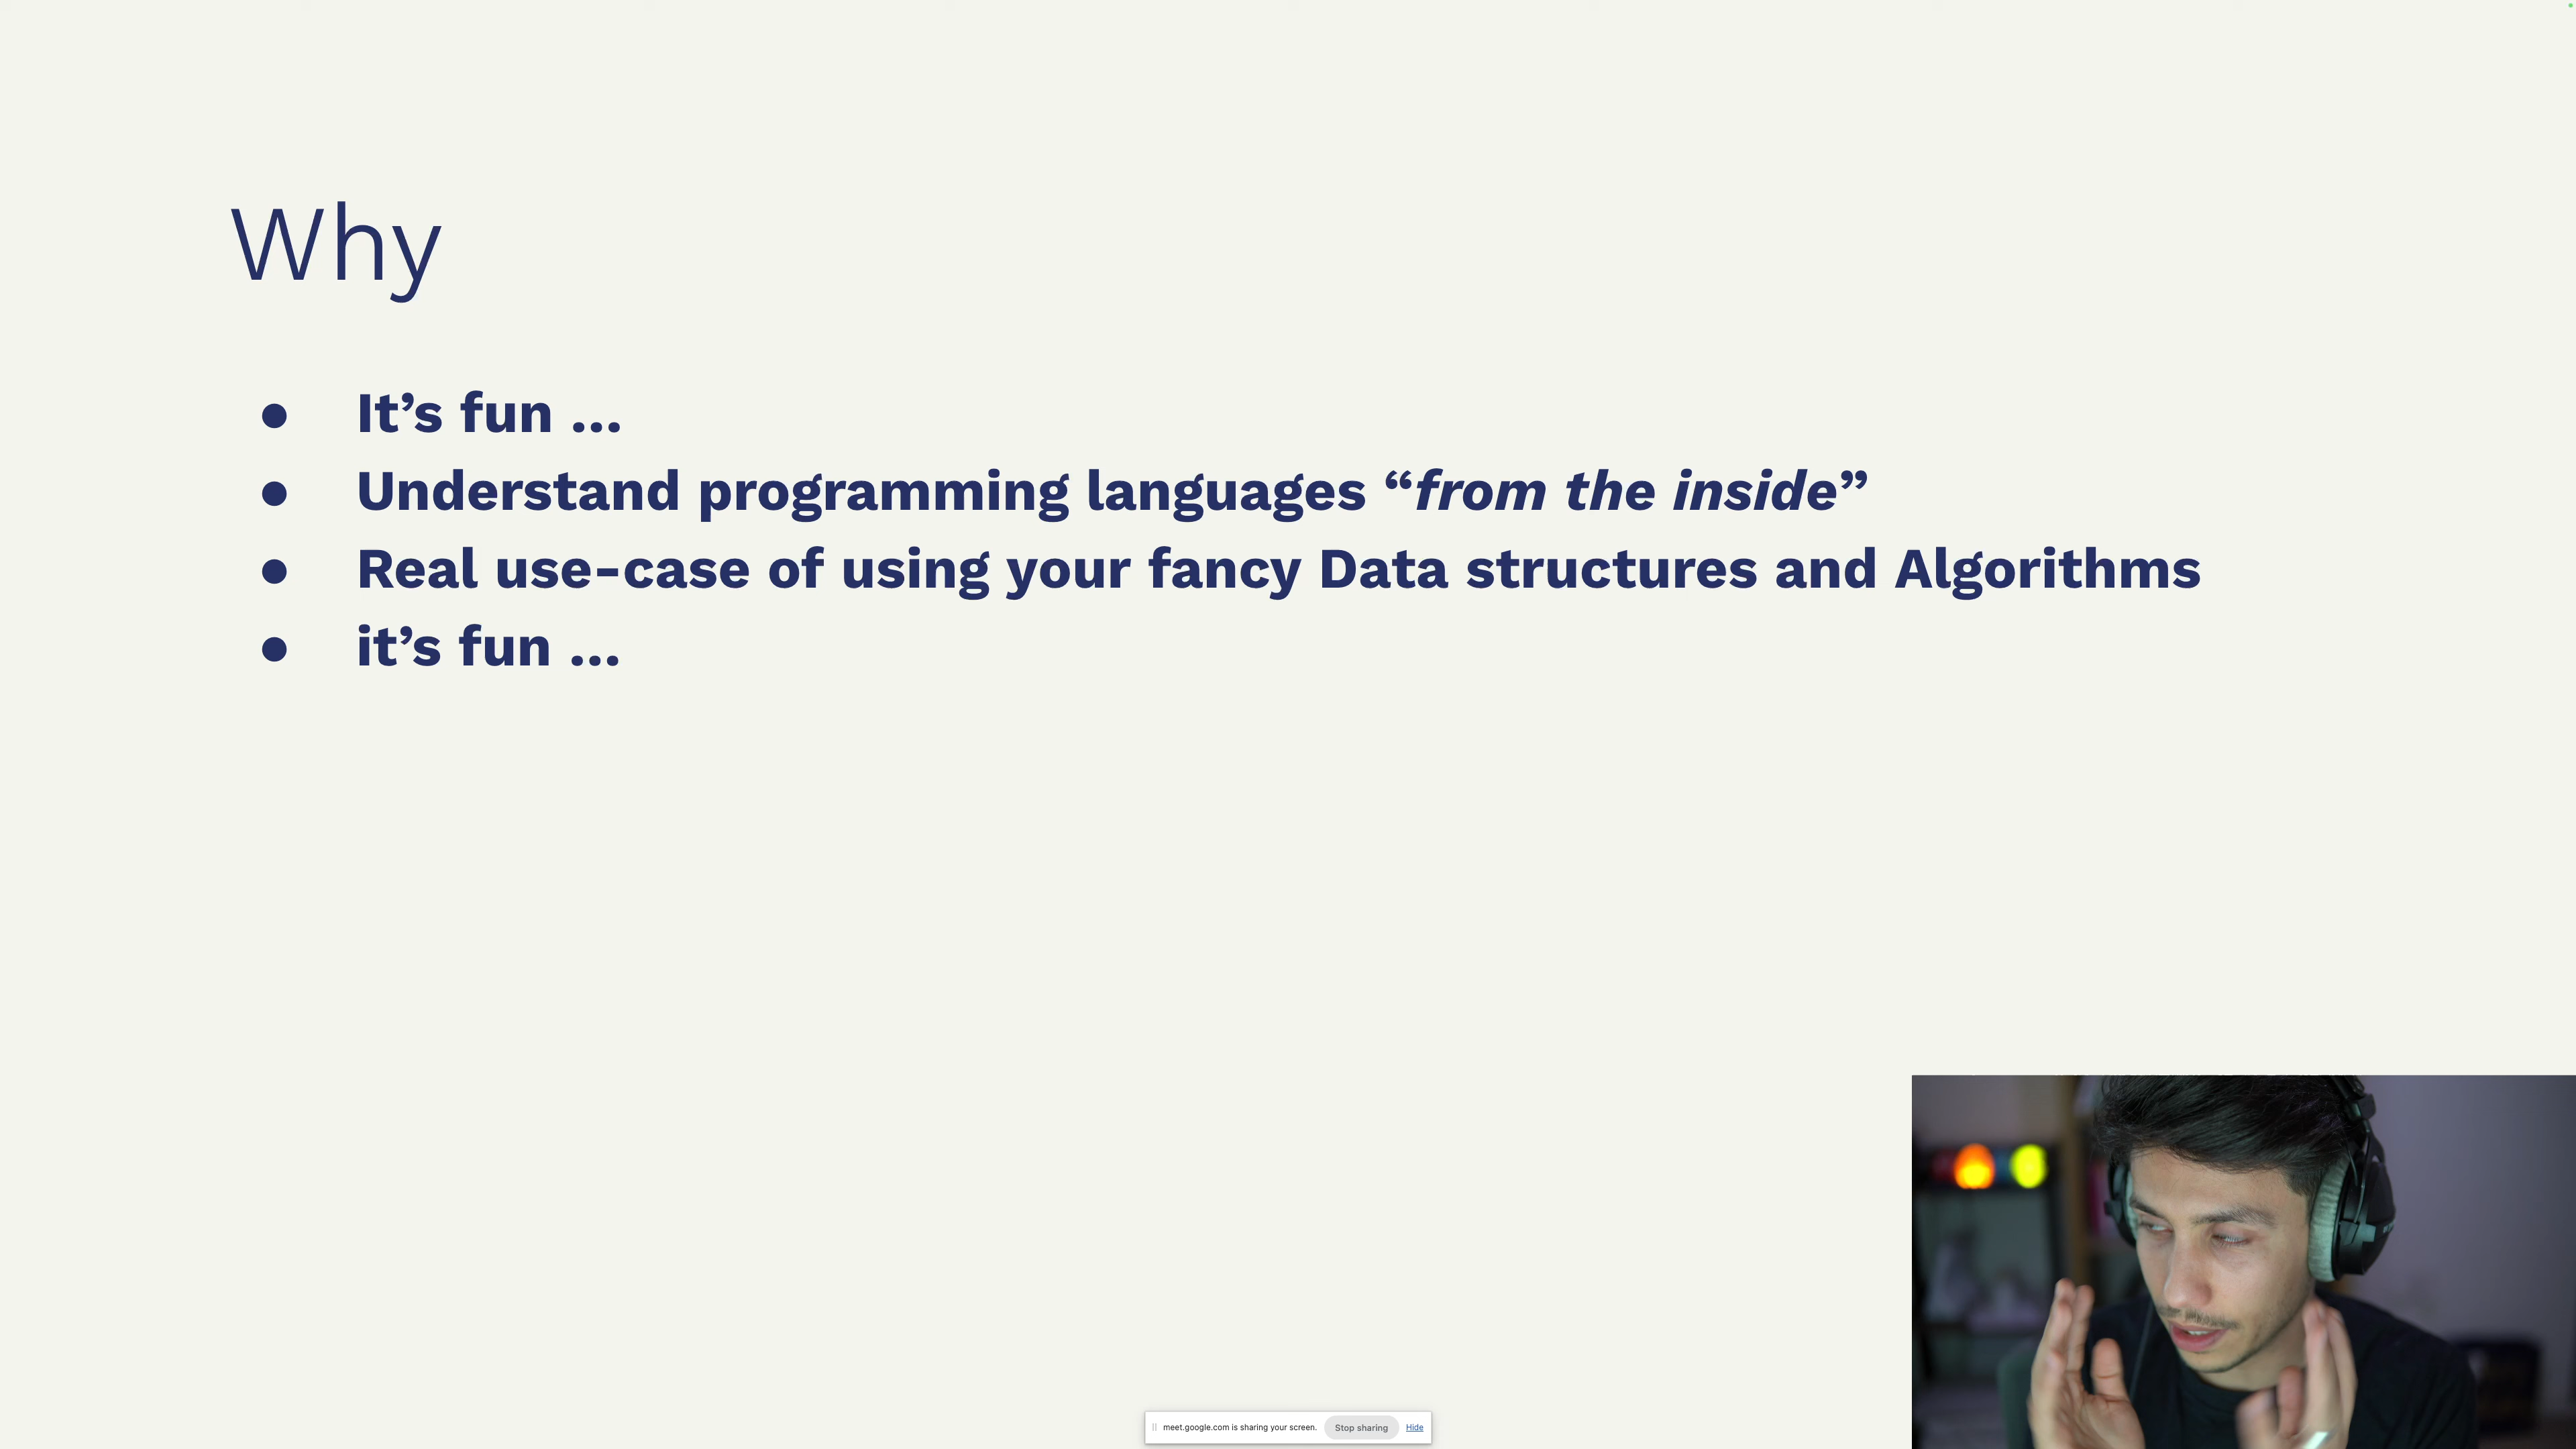 Why
● It’s fun ...
● Understand programming languages “from the inside”
● Real use-case of using your fancy Data structures and Algorithms
● it’s fun ...
meet.google.com is sharing your screen. Stop sharing Hide